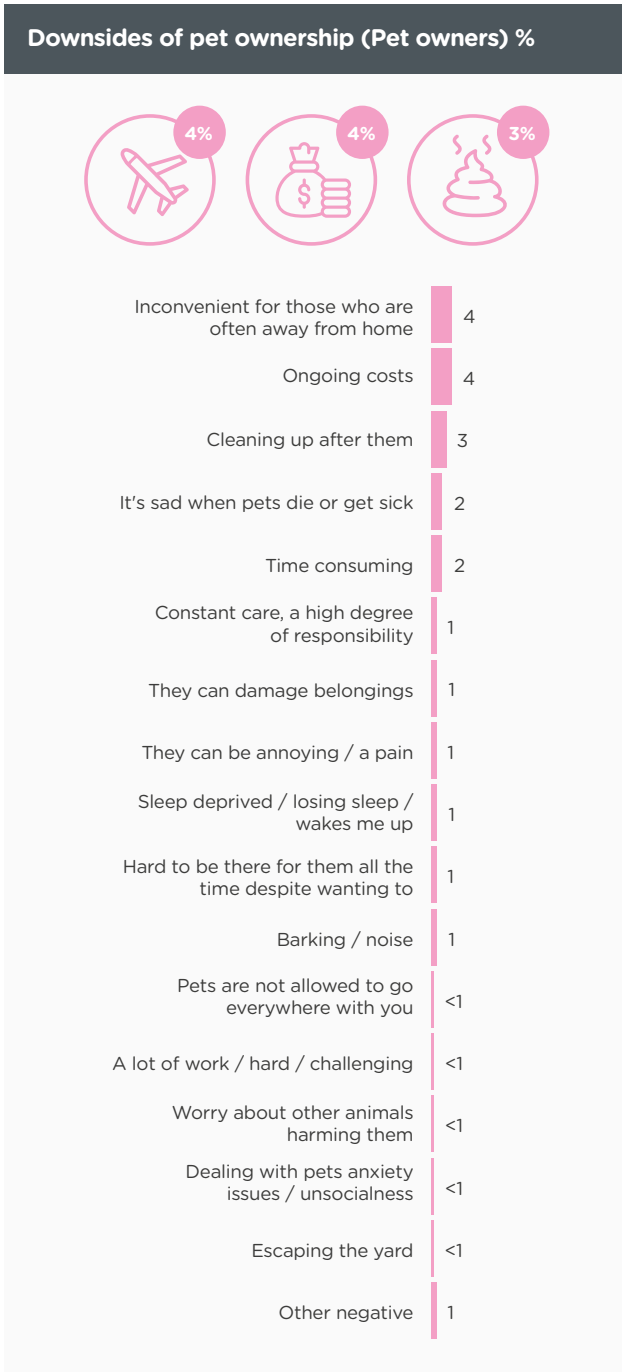 Downsides of pet ownership (Pet owners) %
4%
4%
3%
$
Inconvenient for those who are
often away from home
4
Ongoing costs
4
Cleaning up after them
3
It's sad when pets die or get sick
2
Time consuming
2
Constant care, a high degree
of responsibility
1
They can damage belongings
1
They can be annoying / a pain
1
Sleep deprived / losing sleep /
wakes me up
1
Hard to be there for them all the
time despite wanting to
1
Barking / noise
1
Pets are not allowed to go
everywhere with you
<1
A lot of work / hard / challenging
<1
Worry about other animals
harming them
<1
Dealing with pets anxiety
issues / unsocialness
<1
Escaping the yard
<1
Other negative
1